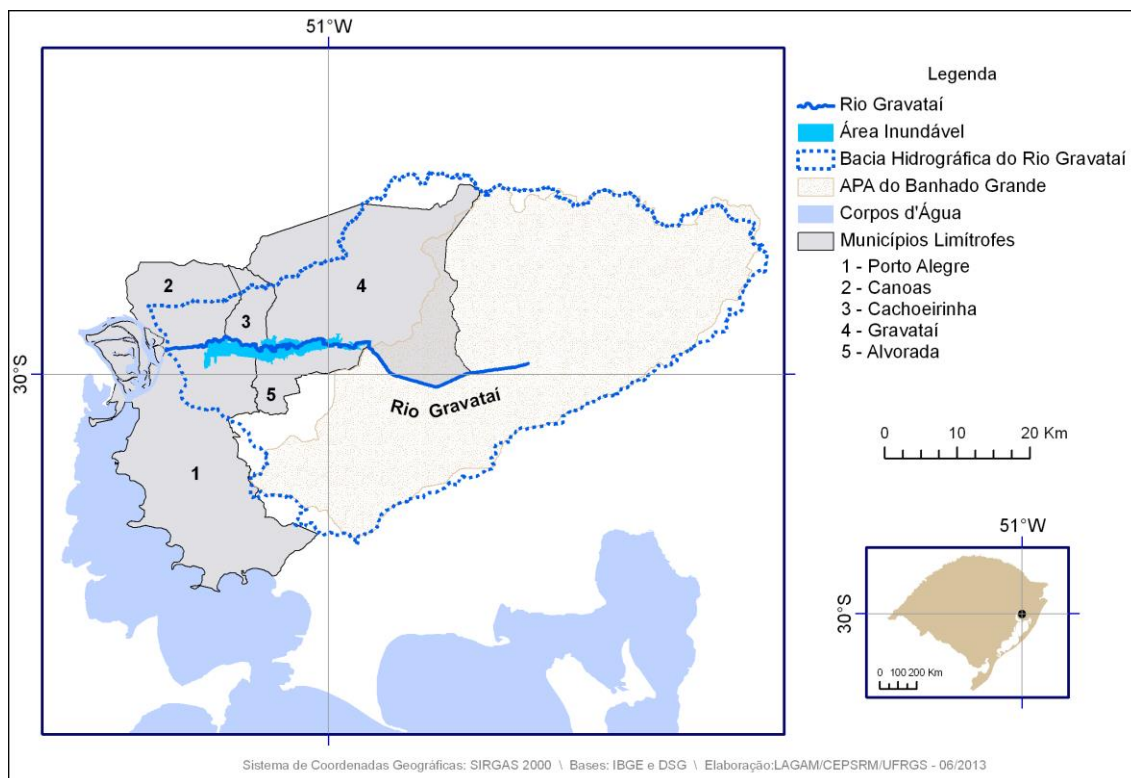 51°W
Legenda
Rio Gravataí
Área Inundável
Bacia Hidrográfica do Rio Gravataí
APA do Banhado Grande
Corpos d'Água
Municípios Limítrofes
1 - Porto Alegre
2 - Canoas
3 - Cachoeirinha
4 - Gravataí
5 - Alvorada
2
4
3
30°S
5
Rio Gravataí
1
0 10 20 Km
51°W
30°S
0 100 200 Km
Sistema de Coordenadas Geográficas: SIRGAS 2000 \ Bases: IBGE e DSG \ Elaboração:LAGAM/CEPSRM/UFRGS - 06/2013